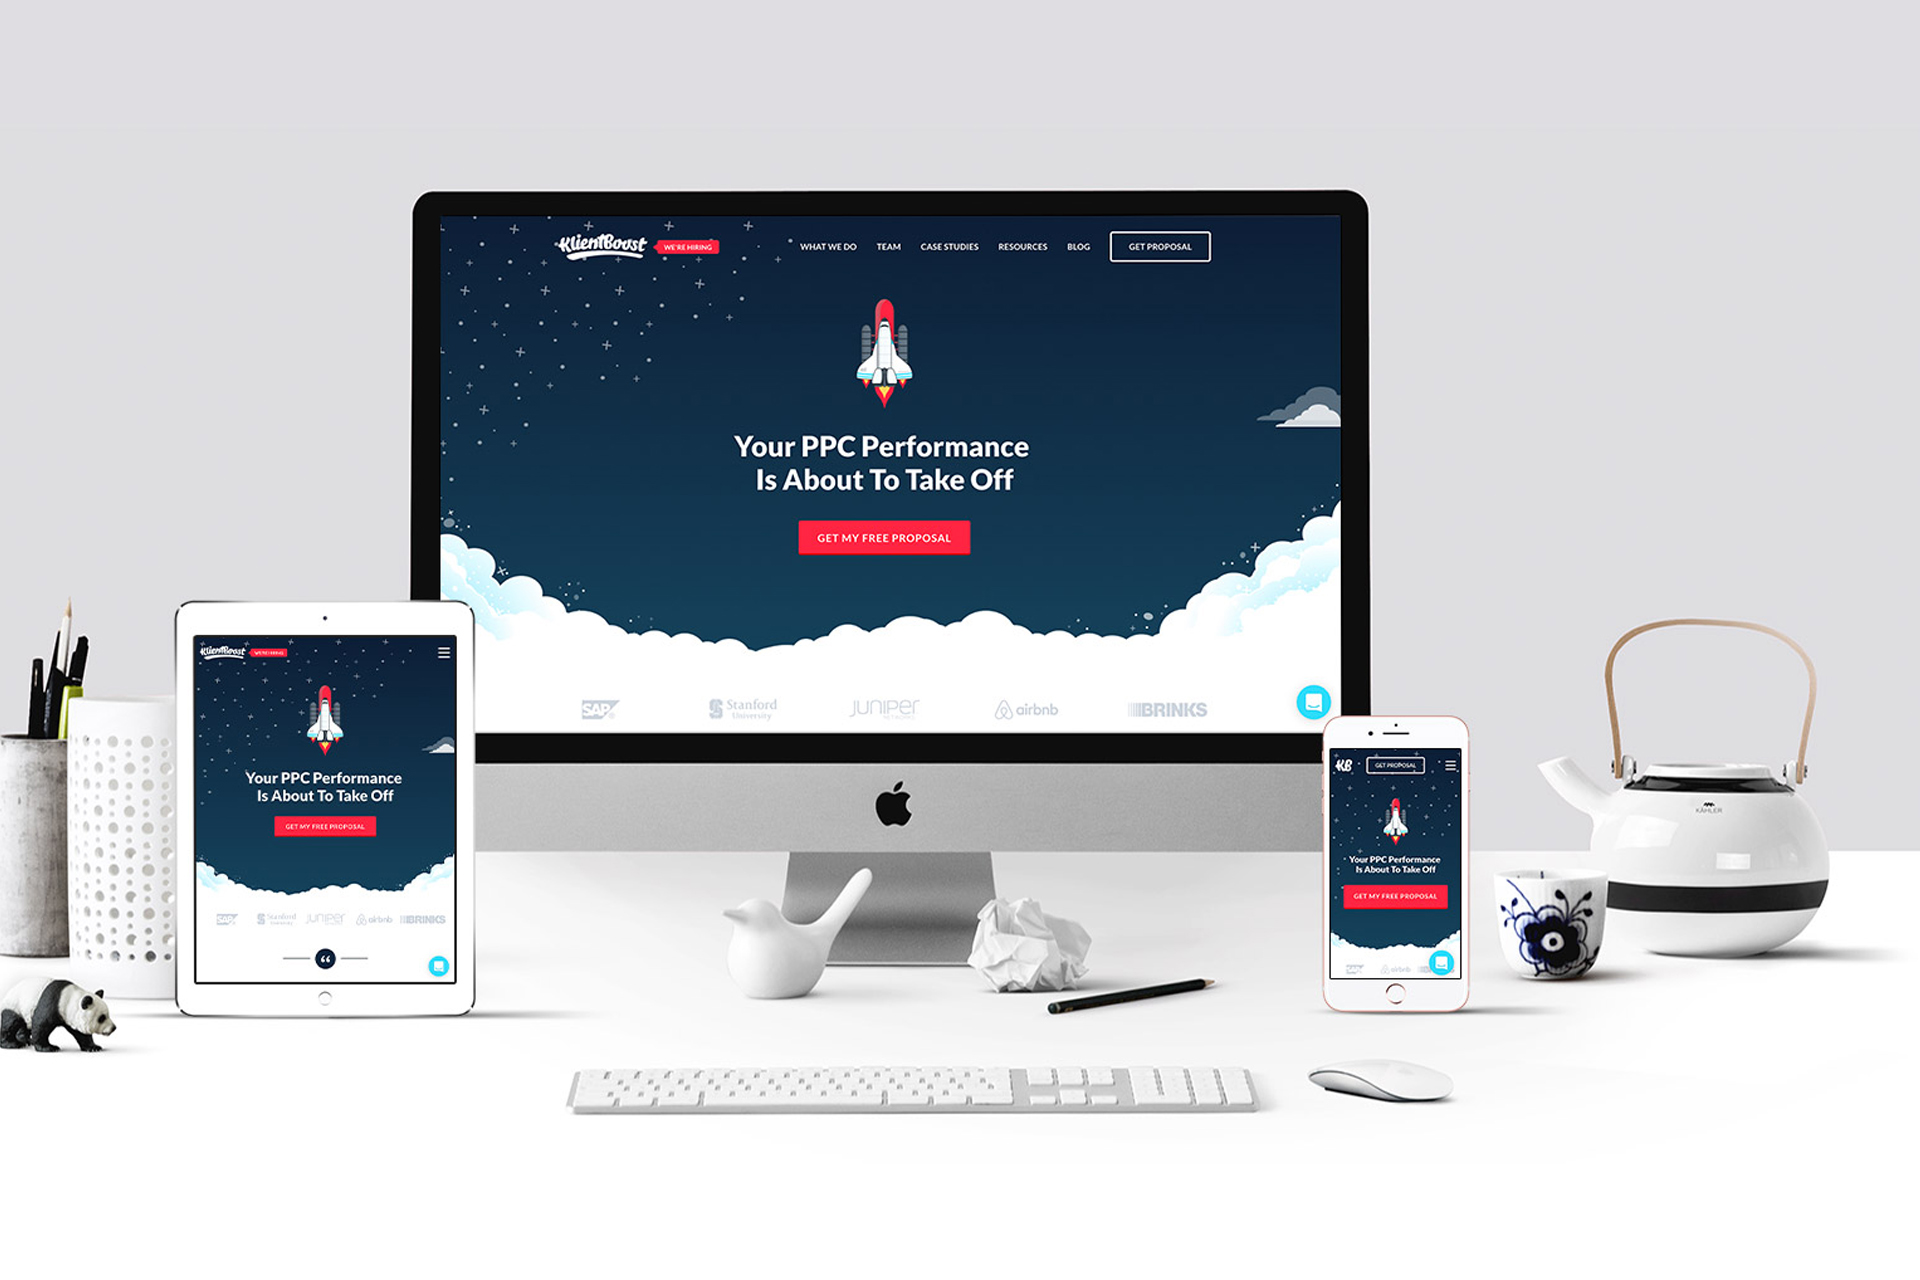 KlientBoost WE'RE HIRING WHAT WE DO TEAM CASE STUDIES RESOURCES BLOG GET PROPOSAL
Your PPC Performance
Is About To Take Off
GET MY FREE PROPOSAL
SAP Stanford University JUNIPER NETWORKS airbnb BRINKS
KlientBoost WE'RE HIRING
Your PPC Performance
Is About To Take Off
GET MY FREE PROPOSAL
SAP Stanford University JUNIPER airbnb BRINKS
KB GET PROPOSAL
Your PPC Performance
Is About To Take Off
GET MY FREE PROPOSAL
SAP airbnb
KÄHLER